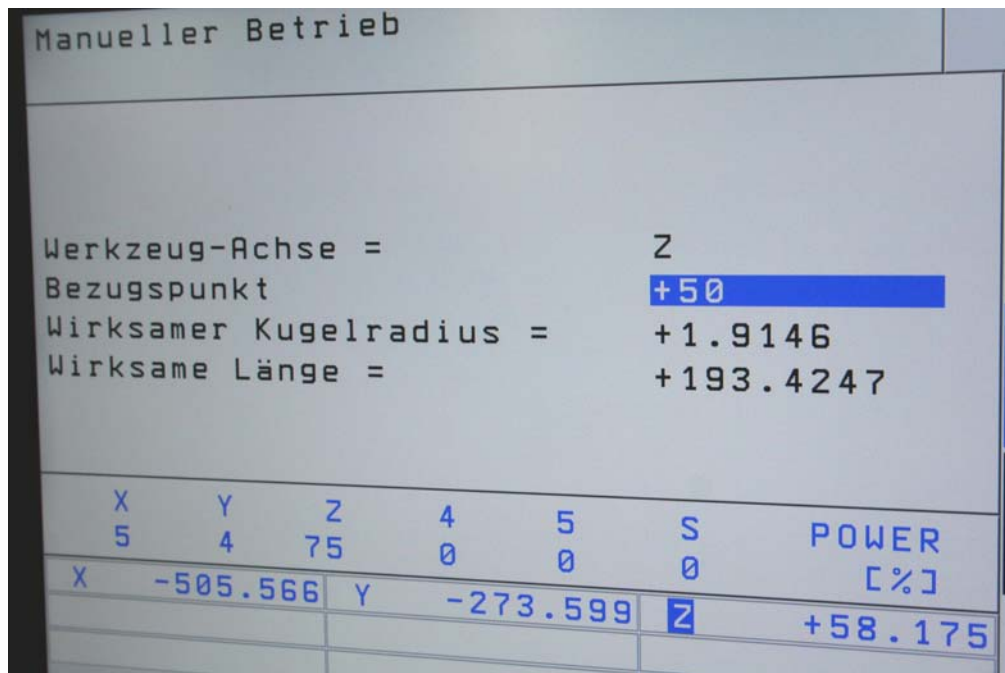 Manueller Betrieb
Werkzeug-Achse = Z
Bezugspunkt +50
Wirksamer Kugelradius = +1.9146
Wirksame Länge = +193.4247
X Y Z 4 5 S POWER
5 4 75 0 0 0 [%]
X -505.566 Y -273.599 Z +58.175